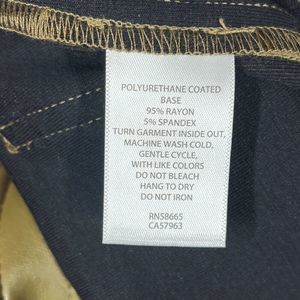 POLYURETHANE COATED
BASE
95% RAYON
5% SPANDEX
TURN GARMENT INSIDE OUT,
MACHINE WASH COLD,
GENTLE CYCLE,
WITH LIKE COLORS
DO NOT BLEACH
HANG TO DRY
DO NOT IRON
RN58665
CA57963